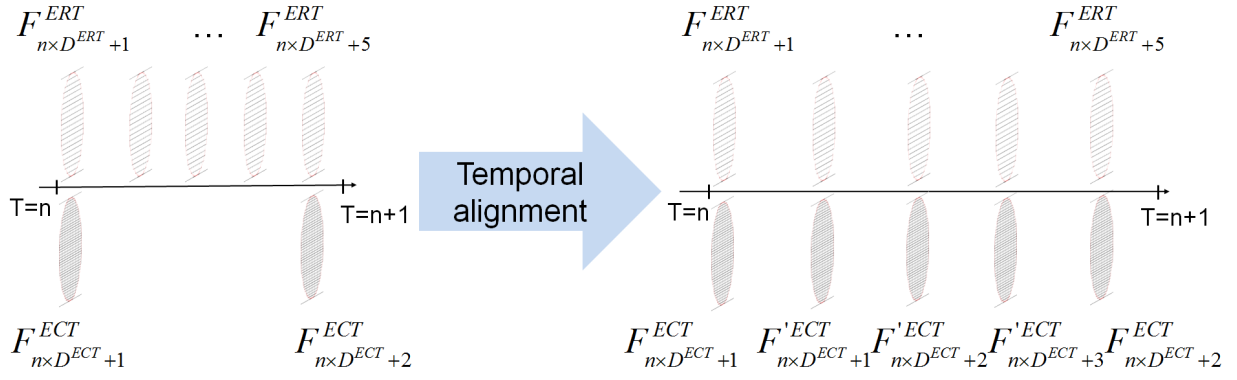 F^{ERT}_{n×D^{ERT}+1} … F^{ERT}_{n×D^{ERT}+5}
T=n T=n+1
F^{ECT}_{n×D^{ECT}+1} F^{ECT}_{n×D^{ECT}+2}
Temporal
alignment
F^{ERT}_{n×D^{ERT}+1} … F^{ERT}_{n×D^{ERT}+5}
T=n T=n+1
F^{ECT}_{n×D^{ECT}+1} F^{'ECT}_{n×D^{ECT}+1} F^{'ECT}_{n×D^{ECT}+2} F^{'ECT}_{n×D^{ECT}+3} F^{ECT}_{n×D^{ECT}+2}